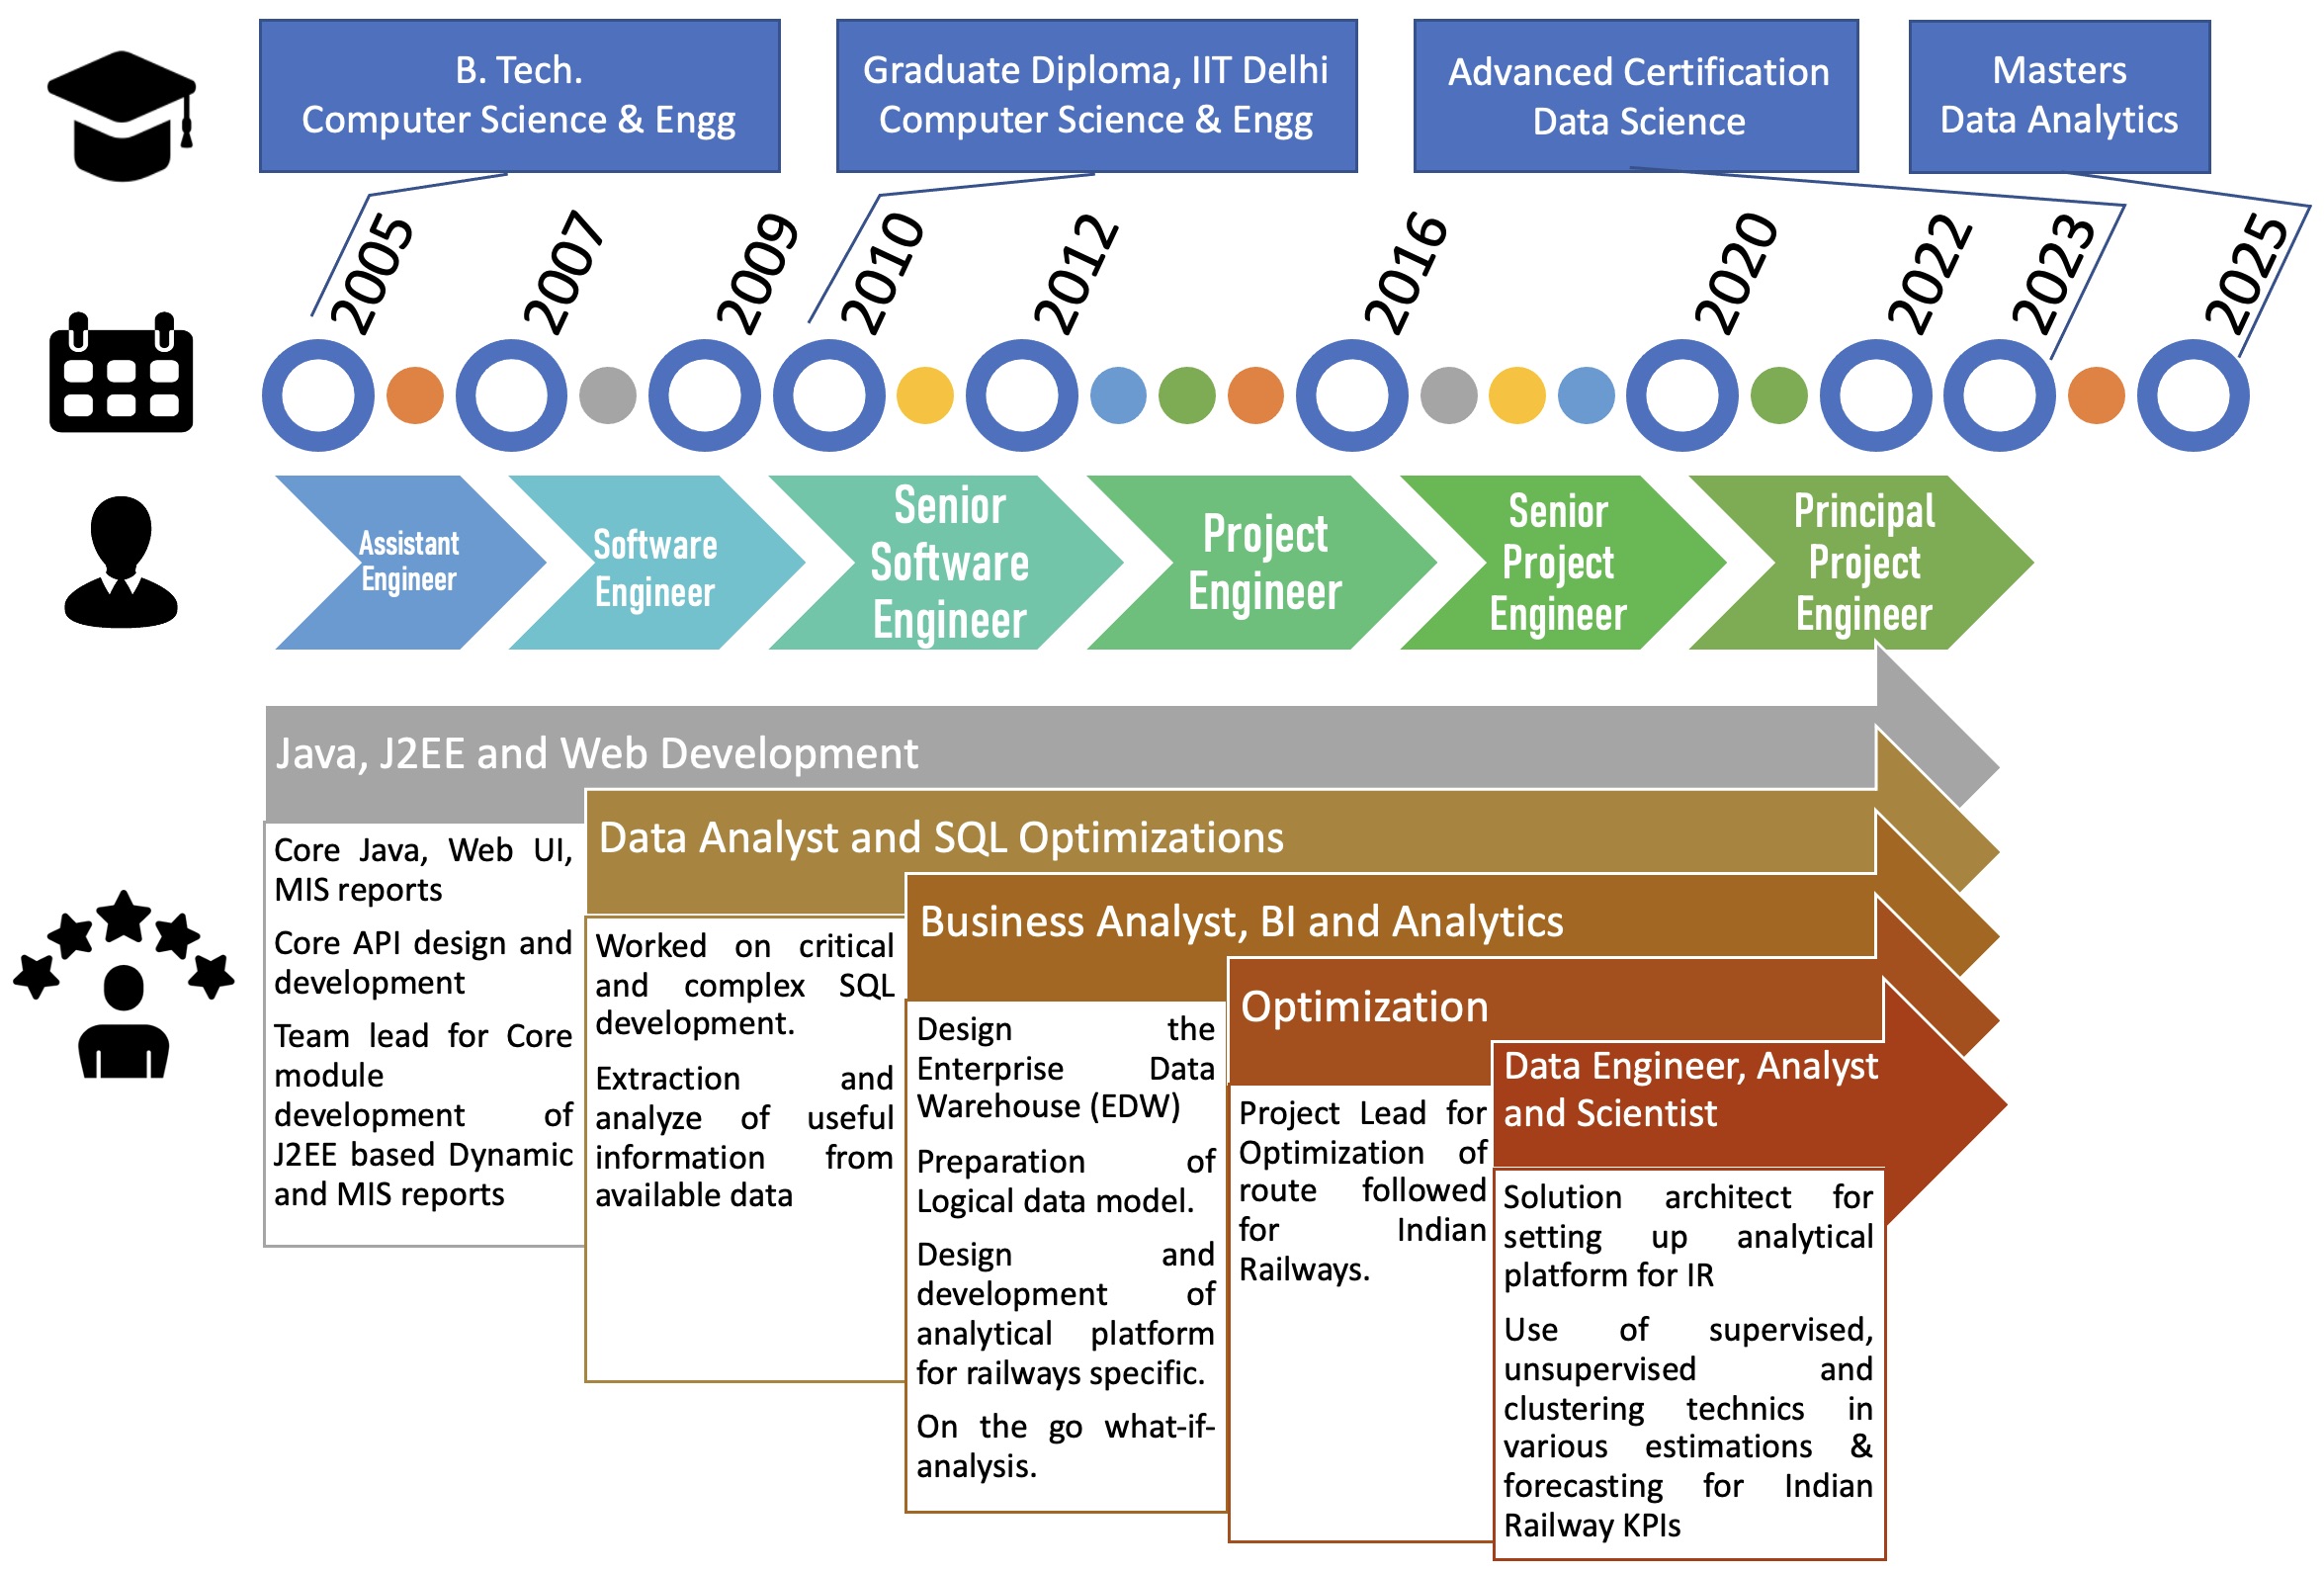 B. Tech.
Computer Science & Engg
Graduate Diploma, IIT Delhi
Computer Science & Engg
Advanced Certification
Data Science
Masters
Data Analytics
2005
2007
2009
2010
2012
2016
2020
2022
2023
2025
Assistant
Engineer
Software
Engineer
Senior
Software
Engineer
Project
Engineer
Senior
Project
Engineer
Principal
Project
Engineer
Java, J2EE and Web Development
Core Java, Web UI,
MIS reports
Core API design and
development
Team lead for Core
module
development of
J2EE based Dynamic
and MIS reports
Data Analyst and SQL Optimizations
Worked on critical
and complex SQL
development.
Extraction and
analyze of useful
information from
available data
Business Analyst, BI and Analytics
Design the
Enterprise Data
Warehouse (EDW)
Preparation of
Logical data model.
Design and
development of
analytical platform
for railways specific.
On the go what-if-
analysis.
Optimization
Project Lead for
Optimization of
route followed
for Indian
Railways.
Data Engineer, Analyst
and Scientist
Solution architect for
setting up analytical
platform for IR
Use of supervised,
unsupervised and
clustering technics in
various estimations &
forecasting for Indian
Railway KPIs